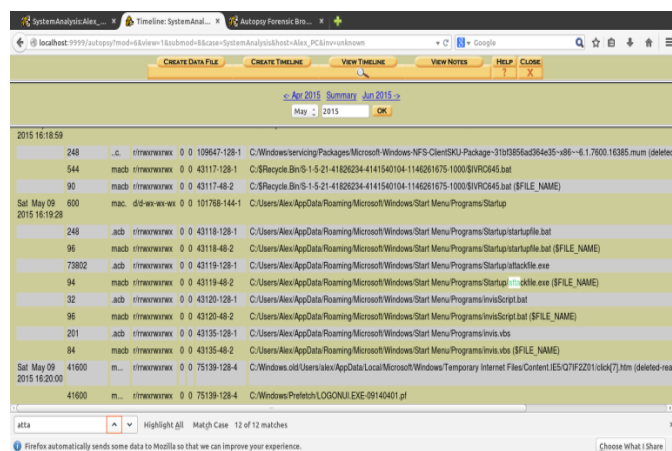 SystemAnalysis:Alex_... × Timeline: SystemAnal... × Autopsy Forensic Bro... ×
localhost:9999/autopsy?mod=6&view=1&submod=8&case=SystemAnalysis&host=Alex_PC&inv=unknown Google
CREATE DATA FILE CREATE TIMELINE VIEW TIMELINE VIEW NOTES HELP CLOSE
? X
<- Apr 2015 Summary Jun 2015 ->
May 2015 OK
2015 16:18:59
248 ..c. r/rrwxrwxrwx 0 0 109647-128-1 C:/Windows/servicing/Packages/Microsoft-Windows-NFS-ClientSKU-Package~31bf3856ad364e35~x86~~6.1.7600.16385.mum (deleted
544 macb r/rrwxrwxrwx 0 0 43117-128-1 C:/$Recycle.Bin/S-1-5-21-41826234-4141540104-1146261675-1000/$IVRC645.bat
90 macb r/rrwxrwxrwx 0 0 43117-48-2 C:/$Recycle.Bin/S-1-5-21-41826234-4141540104-1146261675-1000/$IVRC645.bat ($FILE_NAME)
Sat May 09 2015 16:19:28 600 mac. d/d-wx-wx-wx 0 0 101768-144-1 C:/Users/Alex/AppData/Roaming/Microsoft/Windows/Start Menu/Programs/Startup
248 .acb r/rrwxrwxrwx 0 0 43118-128-1 C:/Users/Alex/AppData/Roaming/Microsoft/Windows/Start Menu/Programs/Startup/startupfile.bat
96 macb r/rrwxrwxrwx 0 0 43118-48-2 C:/Users/Alex/AppData/Roaming/Microsoft/Windows/Start Menu/Programs/Startup/startupfile.bat ($FILE_NAME)
73802 .acb r/rrwxrwxrwx 0 0 43119-128-1 C:/Users/Alex/AppData/Roaming/Microsoft/Windows/Start Menu/Programs/Startup/attackfile.exe
94 macb r/rrwxrwxrwx 0 0 43119-48-2 C:/Users/Alex/AppData/Roaming/Microsoft/Windows/Start Menu/Programs/Startup/attackfile.exe ($FILE_NAME)
32 .acb r/rrwxrwxrwx 0 0 43120-128-1 C:/Users/Alex/AppData/Roaming/Microsoft/Windows/Start Menu/Programs/invisScript.bat
96 macb r/rrwxrwxrwx 0 0 43120-48-2 C:/Users/Alex/AppData/Roaming/Microsoft/Windows/Start Menu/Programs/invisScript.bat ($FILE_NAME)
201 .acb r/rrwxrwxrwx 0 0 43135-128-1 C:/Users/Alex/AppData/Roaming/Microsoft/Windows/Start Menu/Programs/invis.vbs
84 macb r/rrwxrwxrwx 0 0 43135-48-2 C:/Users/Alex/AppData/Roaming/Microsoft/Windows/Start Menu/Programs/invis.vbs ($FILE_NAME)
Sat May 09 2015 16:20:00 41600 m... r/rrwxrwxrwx 0 0 75139-128-4 C:/Windows.old/Users/alex/AppData/Local/Microsoft/Windows/Temporary Internet Files/Content.IE5/Q7IF2Z01/click[7].htm (deleted-rea
41600 m... r/rrwxrwxrwx 0 0 75139-128-4 C:/Windows/Prefetch/LOGONUI.EXE-09140401.pf
atta Highlight All Match Case 12 of 12 matches
Firefox automatically sends some data to Mozilla so that we can improve your experience. Choose What I Share